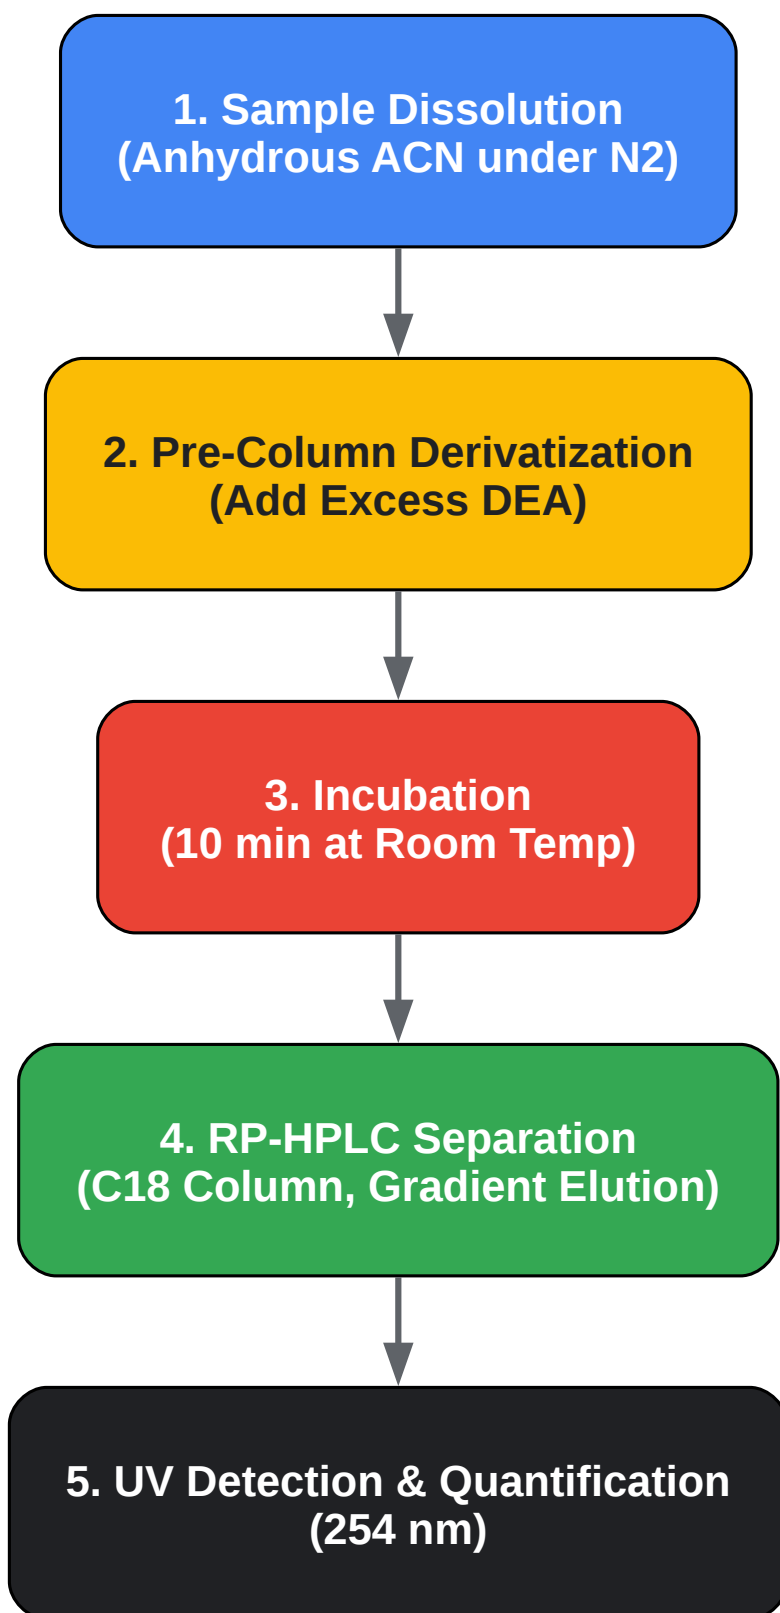 1. Sample Dissolution
(Anhydrous ACN under N2)
2. Pre-Column Derivatization
(Add Excess DEA)
3. Incubation
(10 min at Room Temp)
4. RP-HPLC Separation
(C18 Column, Gradient Elution)
5. UV Detection & Quantification
(254 nm)